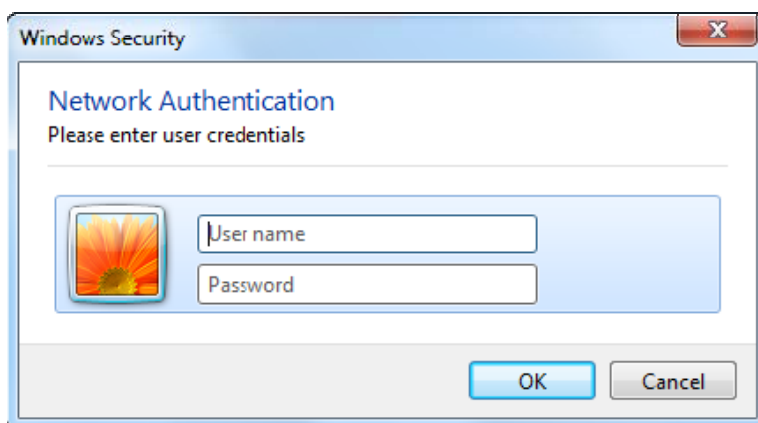 Windows Security
Network Authentication
Please enter user credentials
User name
Password
OK
Cancel